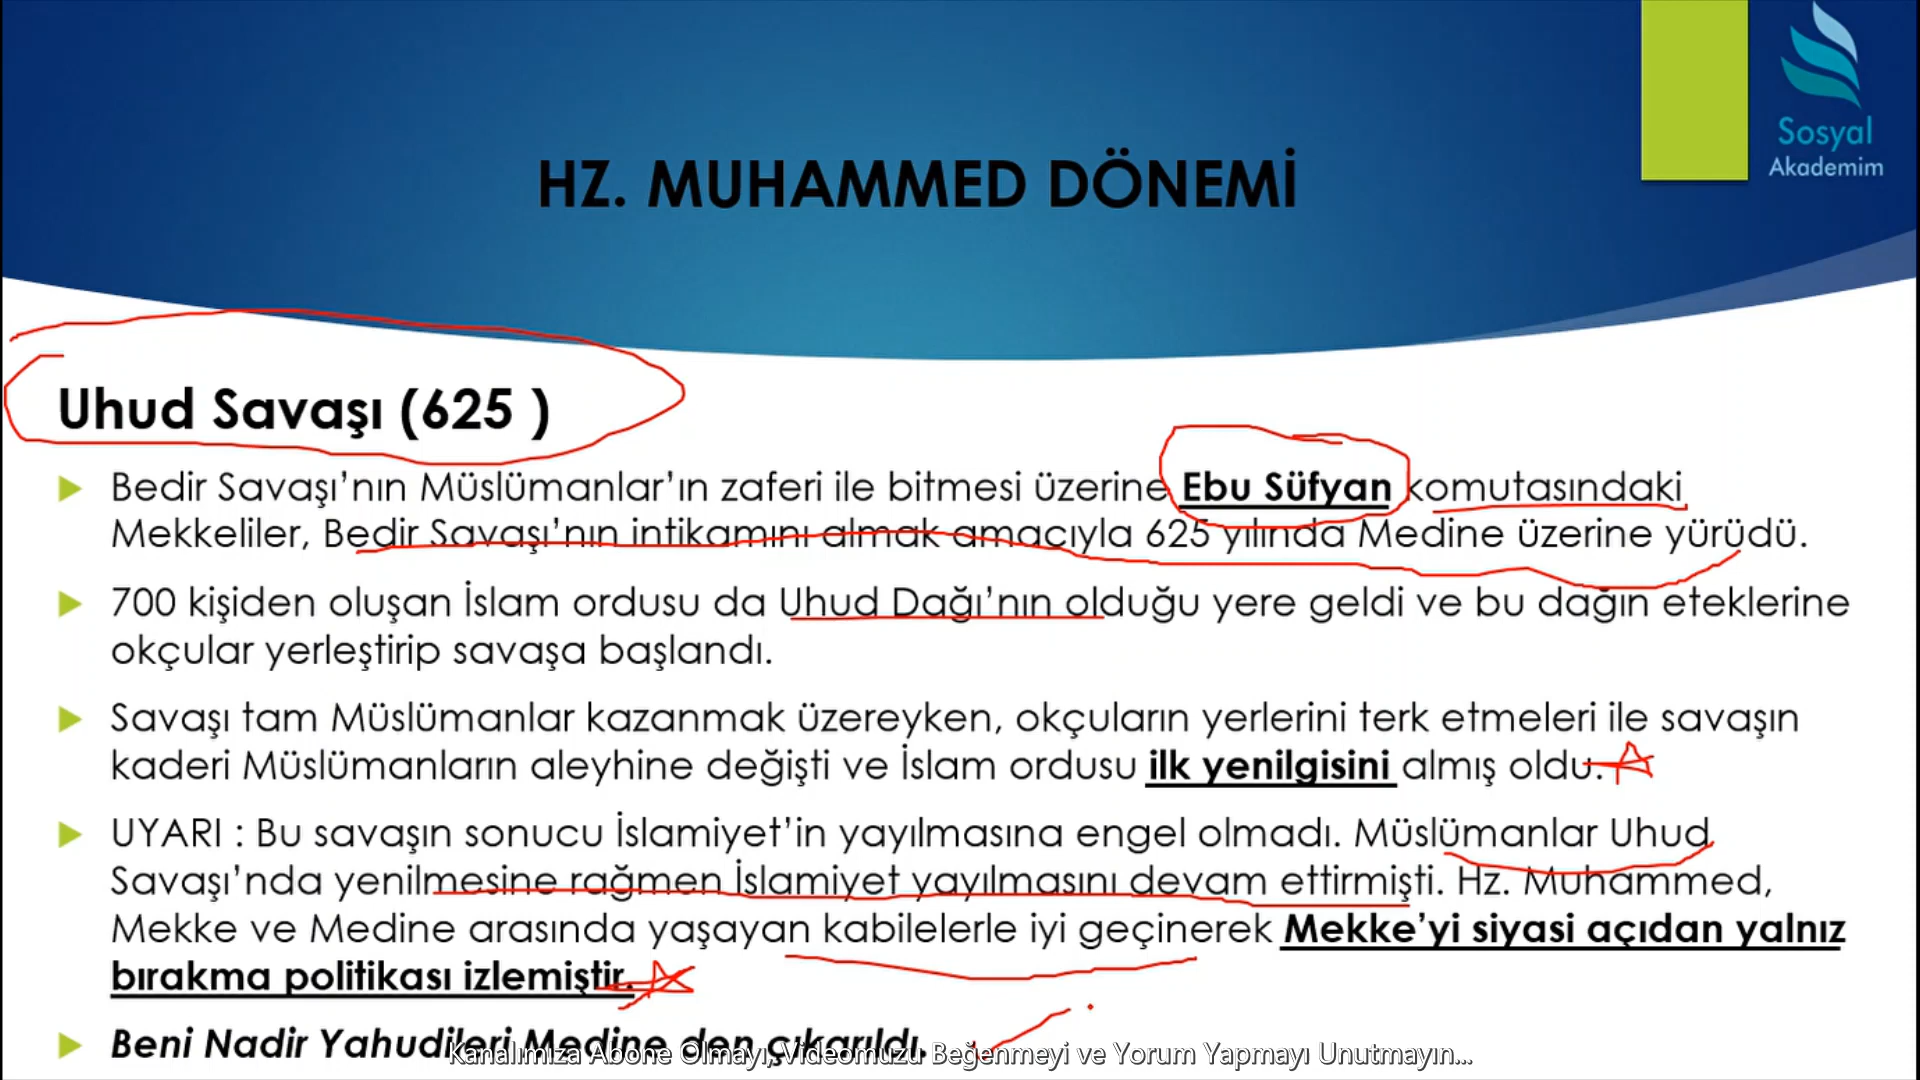 Sosyal
Akademim
HZ. MUHAMMED DÖNEMİ
Uhud Savaşı (625 )
Bedir Savaşı’nın Müslümanlar’ın zaferi ile bitmesi üzerine Ebu Süfyan komutasındaki
Mekkeliler, Bedir Savaşı’nın intikamını almak amacıyla 625 yılında Medine üzerine yürüdü.
700 kişiden oluşan İslam ordusu da Uhud Dağı’nın olduğu yere geldi ve bu dağın eteklerine
okçular yerleştirip savaşa başlandı.
Savaşı tam Müslümanlar kazanmak üzereyken, okçuların yerlerini terk etmeleri ile savaşın
kaderi Müslümanların aleyhine değişti ve İslam ordusu ilk yenilgisini almış oldu.
UYARI : Bu savaşın sonucu İslamiyet’in yayılmasına engel olmadı. Müslümanlar Uhud
Savaşı’nda yenilmesine rağmen İslamiyet yayılmasını devam ettirmişti. Hz. Muhammed,
Mekke ve Medine arasında yaşayan kabilelerle iyi geçinerek Mekke’yi siyasi açıdan yalnız
bırakma politikası izlemiştir.
Beni Nadir Yahudileri Medine den çıkarıldı.
Kanalımıza Abone Olmayı, Videomuzu Beğenmeyi ve Yorum Yapmayı Unutmayın...